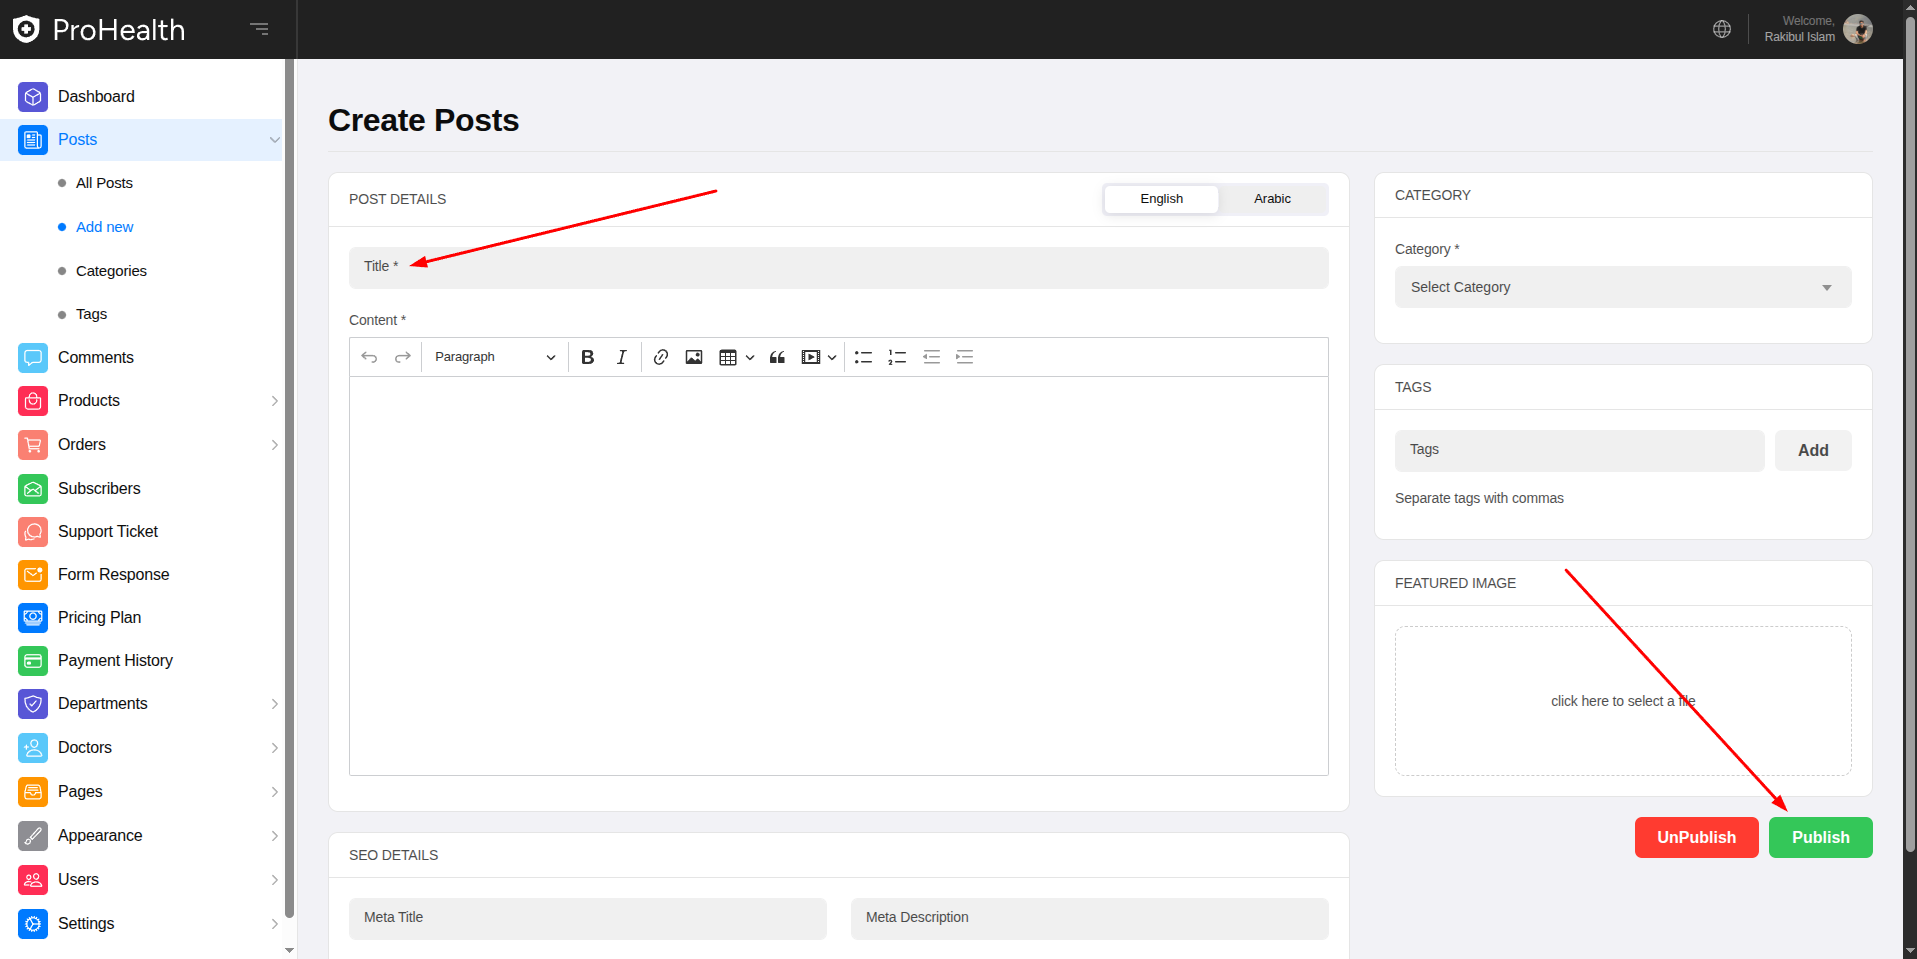 ProHealth
Welcome,
Rakibul Islam
Dashboard
Posts
All Posts
Add new
Categories
Tags
Comments
Products
Orders
Subscribers
Support Ticket
Form Response
Pricing Plan
Payment History
Departments
Doctors
Pages
Appearance
Users
Settings
Create Posts
POST DETAILS
English
Arabic
Title *
Content *
Paragraph
SEO DETAILS
Meta Title
Meta Description
CATEGORY
Category *
Select Category
TAGS
Tags
Add
Separate tags with commas
FEATURED IMAGE
click here to select a file
UnPublish
Publish